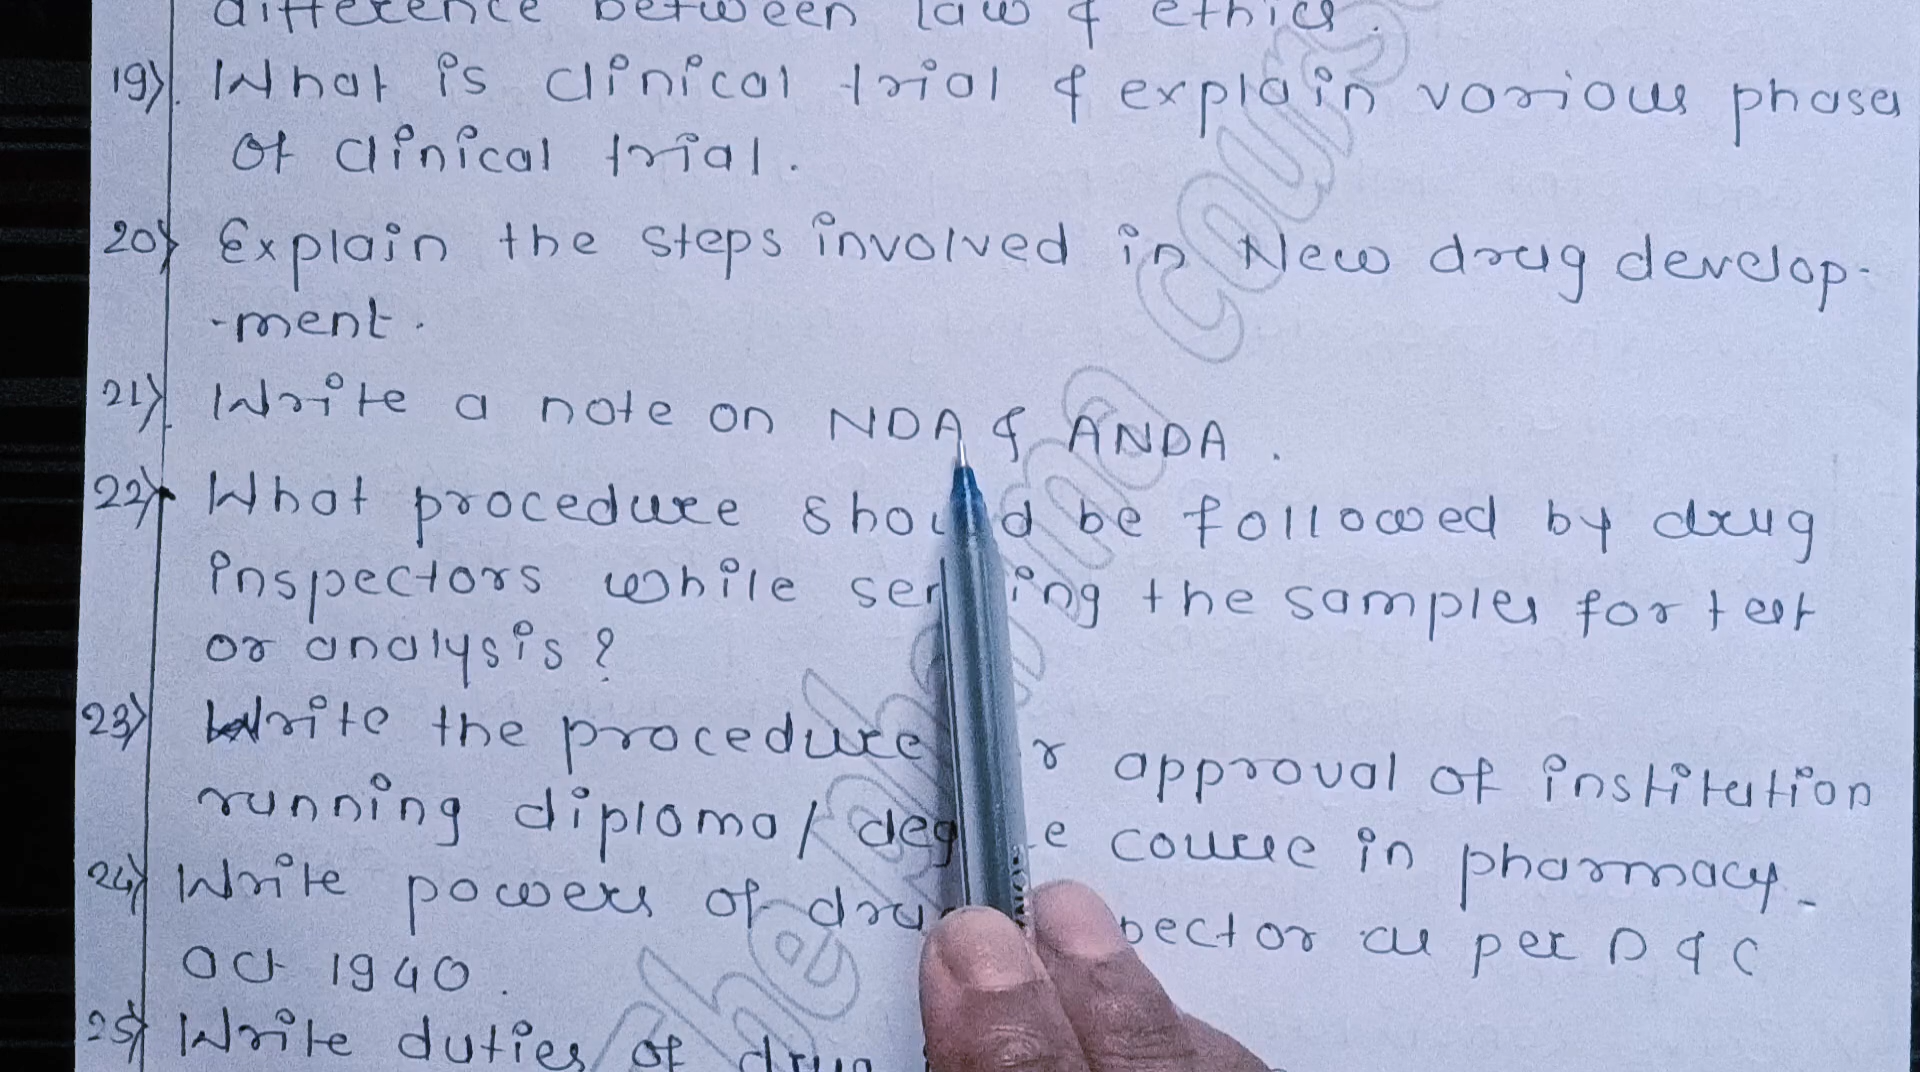 difference between law & ethics.
19) What is clinical trial & explain various phases
of clinical trial.
20) Explain the steps involved in New drug develop-
-ment.
21) Write a note on NDA & ANDA.
22) What procedure should be followed by drug
inspectors while sending the samples for test
or analysis?
23) Write the procedure approval of institution
running diploma/degree course in pharmacy.
24) Write powers of as per D & C
Act 1940.
25) Write duties of drug